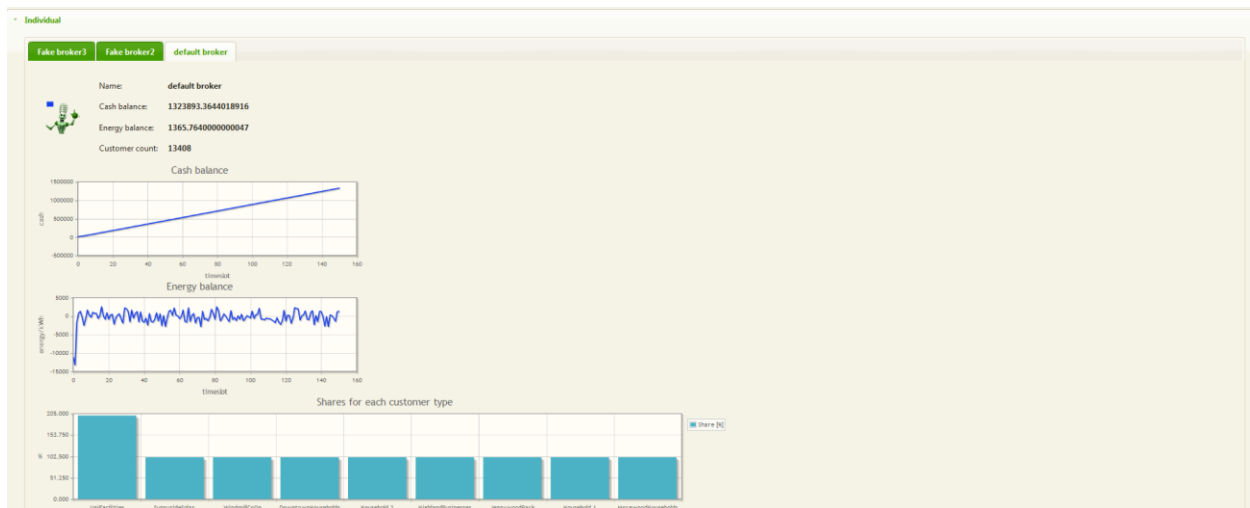 Individual
Fake broker3 Fake broker2 default broker
Name: default broker
Cash balance: 1323893.3644018916
Energy balance: 1365.7640000000047
Customer count: 13408
Cash balance
1500000
1000000
500000
0
-500000
cash
0 20 40 60 80 100 120 140 160
timeslot
Energy balance
5000
0
-5000
-10000
-15000
energy/kWh
0 20 40 60 80 100 120 140 160
timeslot
Shares for each customer type
205.000
153.750
102.500
51.250
0.000
%
Share [%]